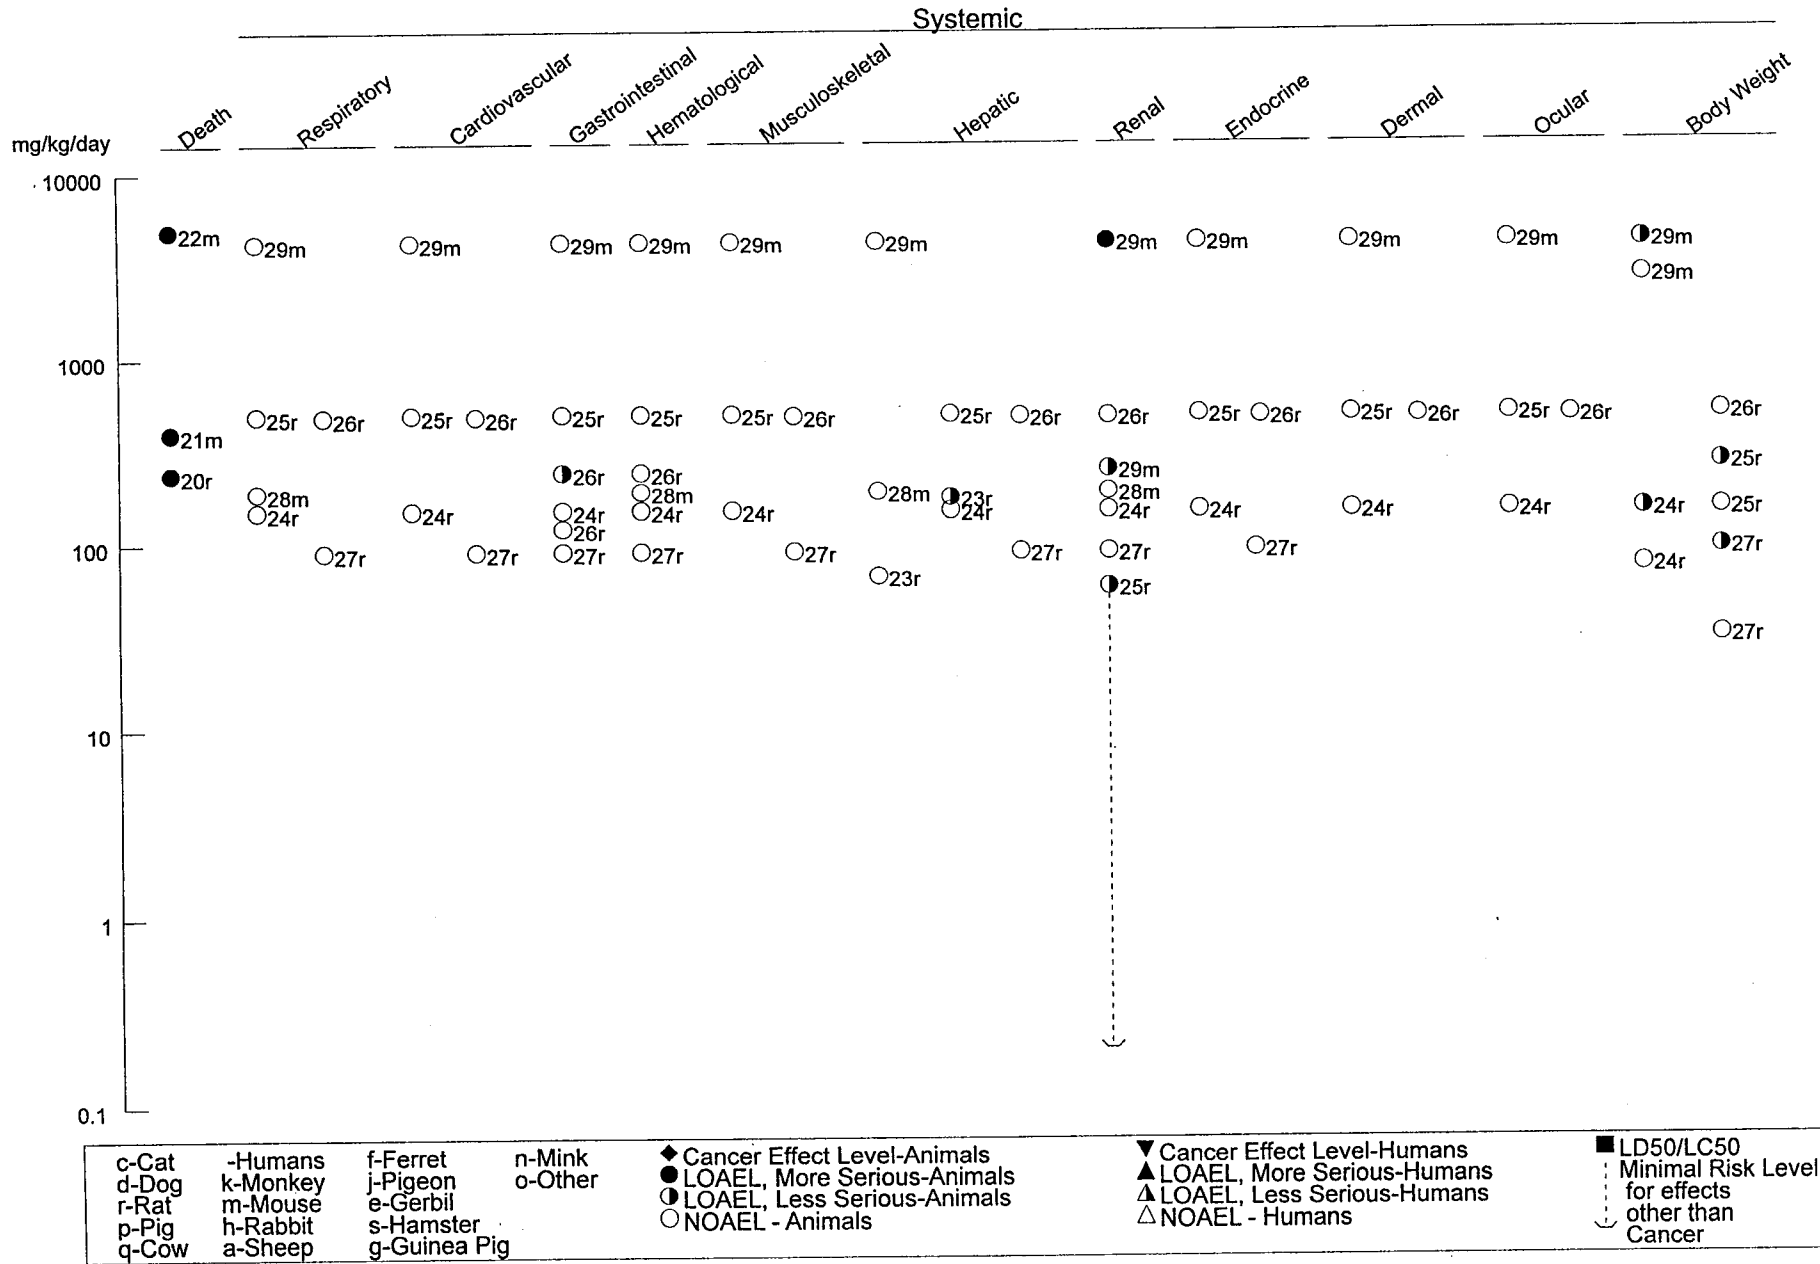 Systemic
Death Respiratory Cardiovascular Gastrointestinal Hematological Musculoskeletal Hepatic Renal Endocrine Dermal Ocular Body Weight
mg/kg/day
10000
22m 29m 29m 29m 29m 29m 29m 29m 29m 29m 29m 29m
29m
1000
25r 26r 25r 26r 25r 25r 25r 26r 25r 26r 26r 25r 26r 25r 26r 25r 26r 26r
21m
25r
20r 26r 26r 29m
28m 28m 28m 23r 28m
24r 24r 24r 24r 24r 24r 24r 24r 24r 24r 24r 25r
26r
100
27r 27r 27r 27r 27r 27r 27r 27r 27r
24r
23r 25r
27r
10
1
0.1
c-Cat -Humans f-Ferret n-Mink
d-Dog k-Monkey j-Pigeon o-Other
r-Rat m-Mouse e-Gerbil
p-Pig h-Rabbit s-Hamster
q-Cow a-Sheep g-Guinea Pig
Cancer Effect Level-Animals
LOAEL, More Serious-Animals
LOAEL, Less Serious-Animals
NOAEL - Animals
Cancer Effect Level-Humans
LOAEL, More Serious-Humans
LOAEL, Less Serious-Humans
NOAEL - Humans
LD50/LC50
Minimal Risk Level
for effects
other than
Cancer